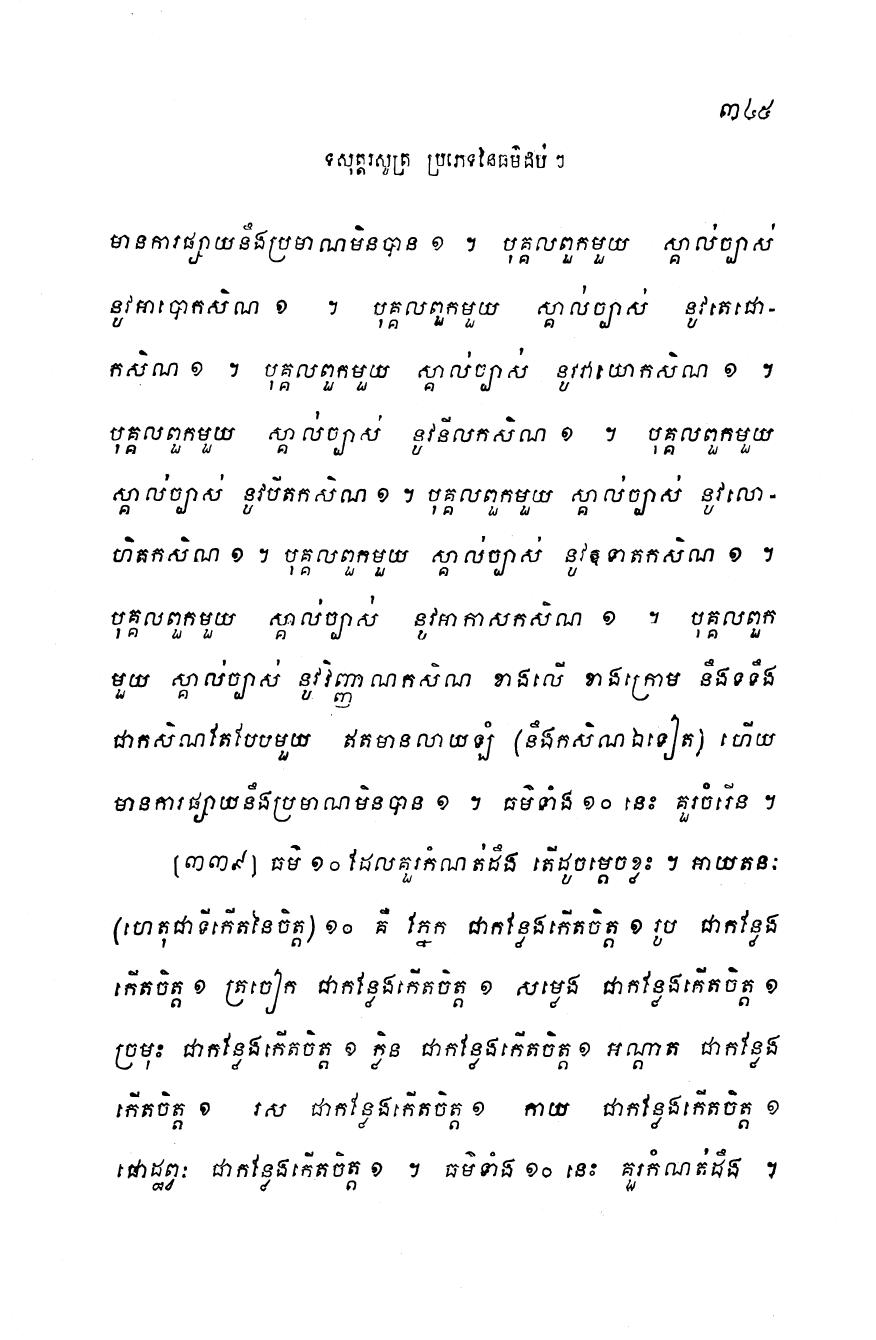 ៣៤៥
ទសុត្តរសូត្រ ប្រភេទនៃធម៌ដប់ៗ
មានការផ្សាយនឹងប្រមាណមិនបាន ១ ។ បុគ្គលពួកមួយ ស្គាល់ច្បាស់
នូវអាបោកសិណ ១ ។ បុគ្គលពួកមួយ ស្គាល់ច្បាស់ នូវតេជោ-
កសិណ ១ ។ បុគ្គលពួកមួយ ស្គាល់ច្បាស់ នូវវាយោកសិណ ១ ។
បុគ្គលពួកមួយ ស្គាល់ច្បាស់ នូវនីលកសិណ ១ ។ បុគ្គលពួកមួយ
ស្គាល់ច្បាស់ នូវបីតកសិណ ១ ។ បុគ្គលពួកមួយ ស្គាល់ច្បាស់ នូវលោ-
ហិតកសិណ ១ ។ បុគ្គលពួកមួយ ស្គាល់ច្បាស់ នូវឱទាតកសិណ ១ ។
បុគ្គលពួកមួយ ស្គាល់ច្បាស់ នូវអាកាសកសិណ ១ ។ បុគ្គលពួក
មួយ ស្គាល់ច្បាស់ នូវវិញ្ញាណកសិណ ខាងលើ ខាងក្រោម នឹងទទឹង
ជាកសិណតែបែបមួយ ឥតមានលាយឡំ (នឹងកសិណឯទៀត) ហើយ
មានការផ្សាយនឹងប្រមាណមិនបាន ១ ។ ធម៌ទាំង ១០ នេះ គួរចំរើន ។
[៣៣៩] ធម៌ ១០ ដែលគួរកំណត់ដឹង តើដូចម្តេចខ្លះ ។ អាយតនៈ
(ហេតុជាទីកើតនៃចិត្ត) ១០ គឺ ភ្នែក ជាកន្លែងកើតចិត្ត ១ រូប ជាកន្លែង
កើតចិត្ត ១ ត្រចៀក ជាកន្លែងកើតចិត្ត ១ សម្លេង ជាកន្លែងកើតចិត្ត ១
ច្រមុះ ជាកន្លែងកើតចិត្ត ១ ក្លិន ជាកន្លែងកើតចិត្ត ១ អណ្តាត ជាកន្លែង
កើតចិត្ត ១ រស ជាកន្លែងកើតចិត្ត ១ កាយ ជាកន្លែងកើតចិត្ត ១
ផោដ្ឋព្វៈ ជាកន្លែងកើតចិត្ត ១ ។ ធម៌ទាំង ១០ នេះ គួរកំណត់ដឹង ។